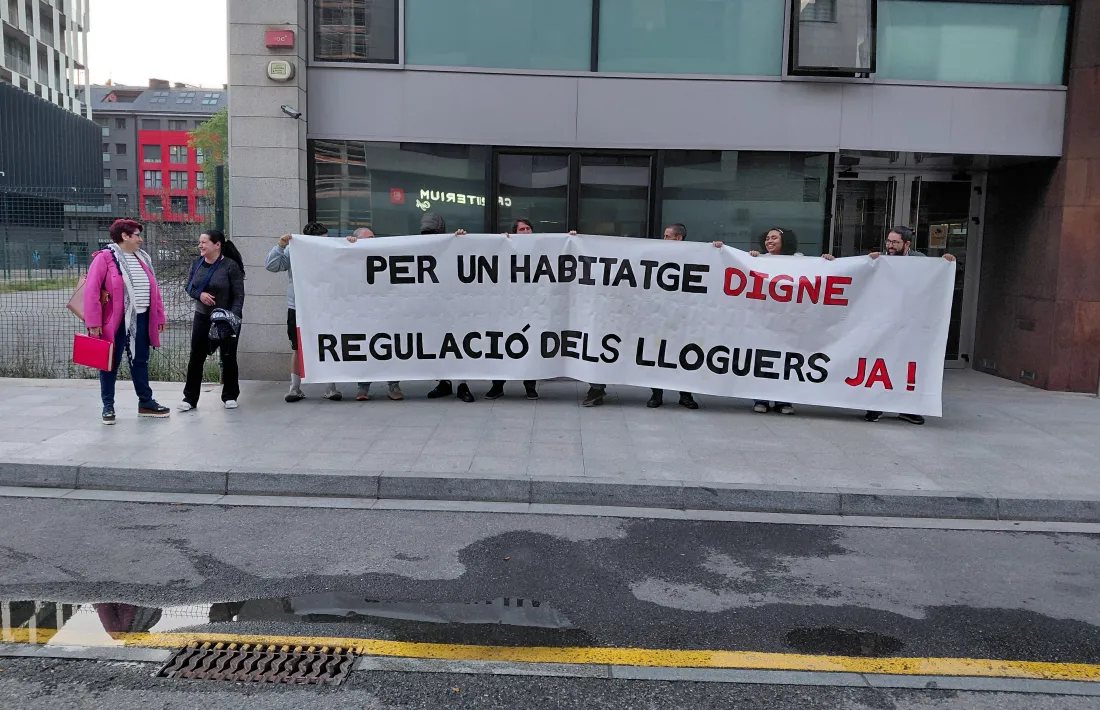 PER UN HABITATGE DIGNE
REGULACIÓ DELS LLOGUERS JA !